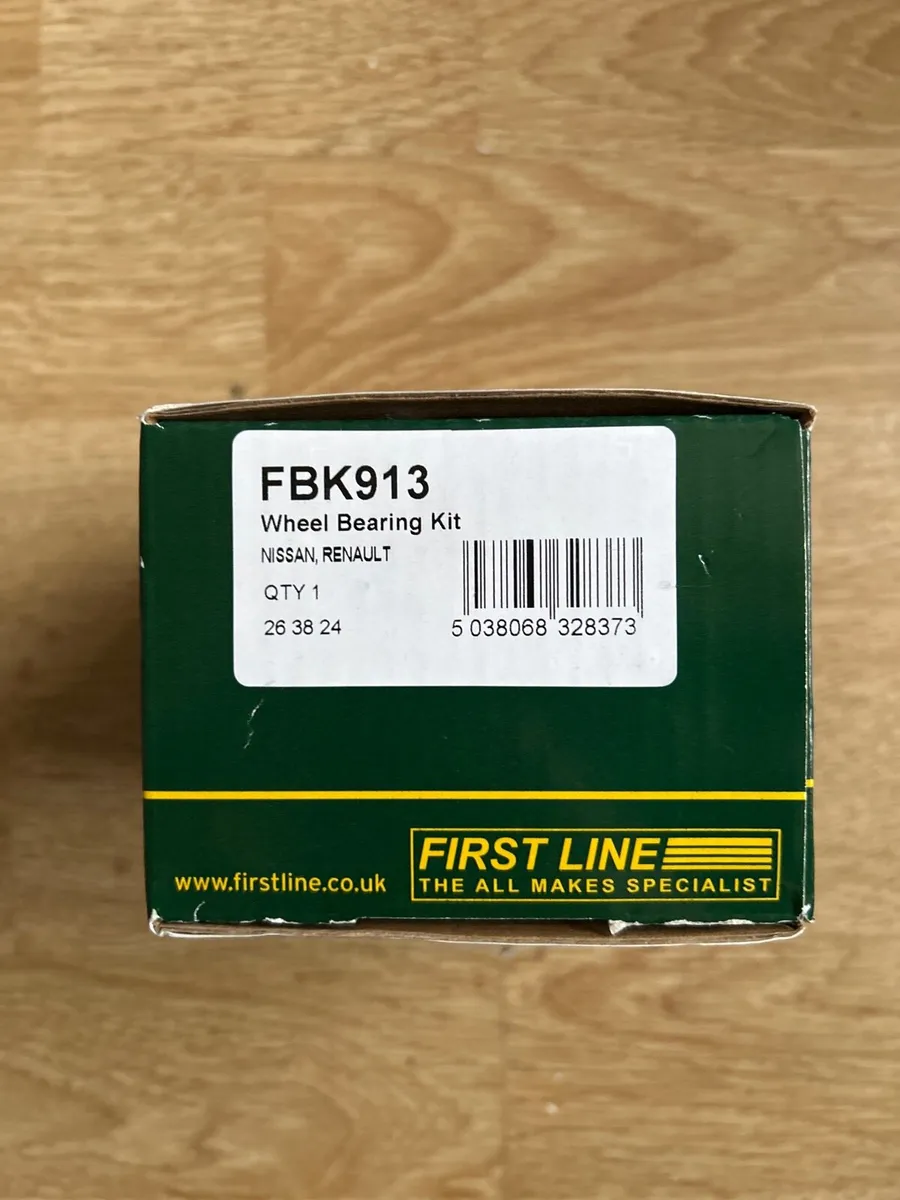 FBK913
Wheel Bearing Kit
NISSAN, RENAULT
QTY 1
26 38 24
5 038068 328373
www.firstline.co.uk
FIRST LINE
THE ALL MAKES SPECIALIST